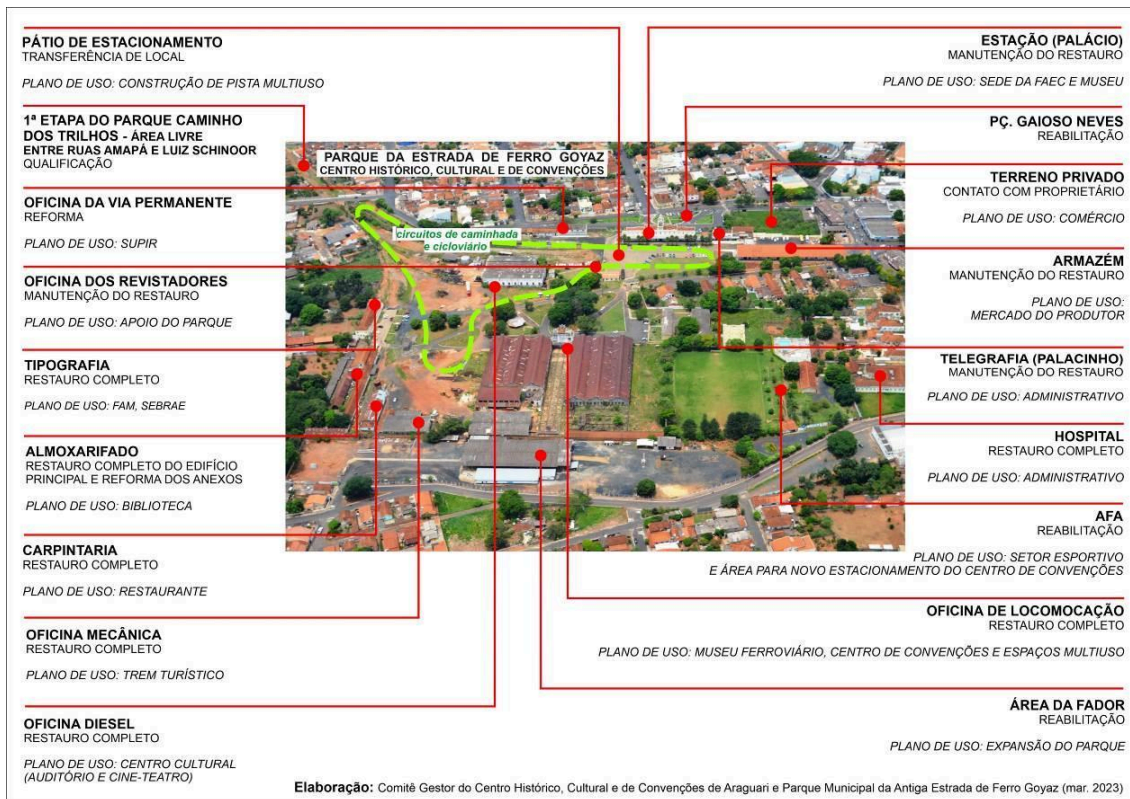 PÁTIO DE ESTACIONAMENTO
TRANSFERÊNCIA DE LOCAL
PLANO DE USO: CONSTRUÇÃO DE PISTA MULTIUSO
1ª ETAPA DO PARQUE CAMINHO
DOS TRILHOS - ÁREA LIVRE
ENTRE RUAS AMAPÁ E LUIZ SCHINOOR
QUALIFICAÇÃO
OFICINA DA VIA PERMANENTE
REFORMA
PLANO DE USO: SUPIR
OFICINA DOS REVISTADORES
MANUTENÇÃO DO RESTAURO
PLANO DE USO: APOIO DO PARQUE
TIPOGRAFIA
RESTAURO COMPLETO
PLANO DE USO: FAM, SEBRAE
ALMOXARIFADO
RESTAURO COMPLETO DO EDIFÍCIO
PRINCIPAL E REFORMA DOS ANEXOS
PLANO DE USO: BIBLIOTECA
CARPINTARIA
RESTAURO COMPLETO
PLANO DE USO: RESTAURANTE
OFICINA MECÂNICA
RESTAURO COMPLETO
PLANO DE USO: TREM TURÍSTICO
OFICINA DIESEL
RESTAURO COMPLETO
PLANO DE USO: CENTRO CULTURAL
(AUDITÓRIO E CINE-TEATRO)
PARQUE DA ESTRADA DE FERRO GOYAZ
CENTRO HISTÓRICO, CULTURAL E DE CONVENÇÕES
circuitos de caminhada
e cicloviário
ESTAÇÃO (PALÁCIO)
MANUTENÇÃO DO RESTAURO
PLANO DE USO: SEDE DA FAEC E MUSEU
PÇ. GAIOSO NEVES
REABILITAÇÃO
TERRENO PRIVADO
CONTATO COM PROPRIETÁRIO
PLANO DE USO: COMÉRCIO
ARMAZÉM
MANUTENÇÃO DO RESTAURO
PLANO DE USO:
MERCADO DO PRODUTOR
TELEGRAFIA (PALACINHO)
MANUTENÇÃO DO RESTAURO
PLANO DE USO: ADMINISTRATIVO
HOSPITAL
RESTAURO COMPLETO
PLANO DE USO: ADMINISTRATIVO
AFA
REABILITAÇÃO
PLANO DE USO: SETOR ESPORTIVO
E ÁREA PARA NOVO ESTACIONAMENTO DO CENTRO DE CONVENÇÕES
OFICINA DE LOCOMOCAÇÃO
RESTAURO COMPLETO
PLANO DE USO: MUSEU FERROVIÁRIO, CENTRO DE CONVENÇÕES E ESPAÇOS MULTIUSO
ÁREA DA FADOR
REABILITAÇÃO
PLANO DE USO: EXPANSÃO DO PARQUE
Elaboração: Comitê Gestor do Centro Histórico, Cultural e de Convenções de Araguari e Parque Municipal da Antiga Estrada de Ferro Goyaz (mar. 2023)